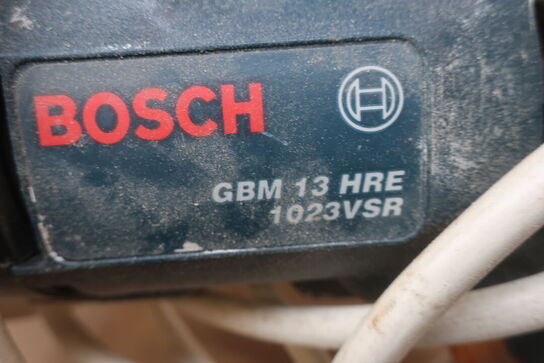 BOSCH
GBM 13 HRE
1023VSR